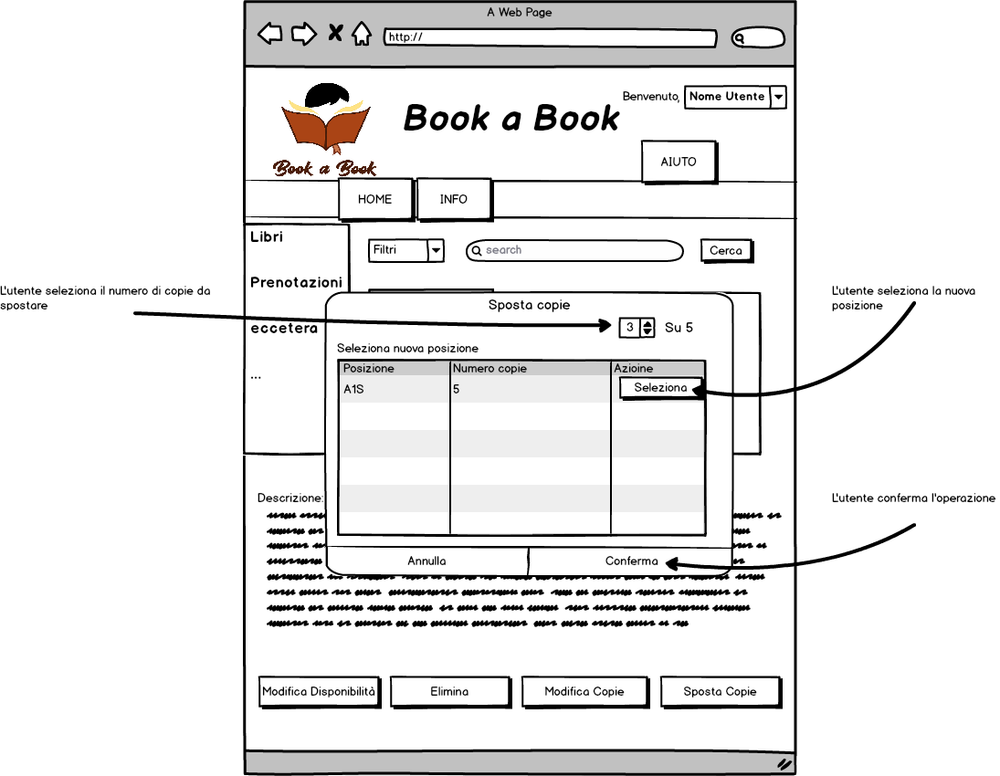 A Web Page
http://
Benvenuto, Nome Utente
Book a Book
Book a Book
AIUTO
HOME
INFO
Libri
Prenotazioni
eccetera
...
Filtri
search
Cerca
L'utente seleziona il numero di copie da
spostare
L'utente seleziona la nuova
posizione
Sposta copie
3 Su 5
Seleziona nuova posizione
Posizione Numero copie Azioine
A1S 5 Seleziona
Descrizione:
L'utente conferma l'operazione
Annulla Conferma
Modifica Disponibilità Elimina Modifica Copie Sposta Copie